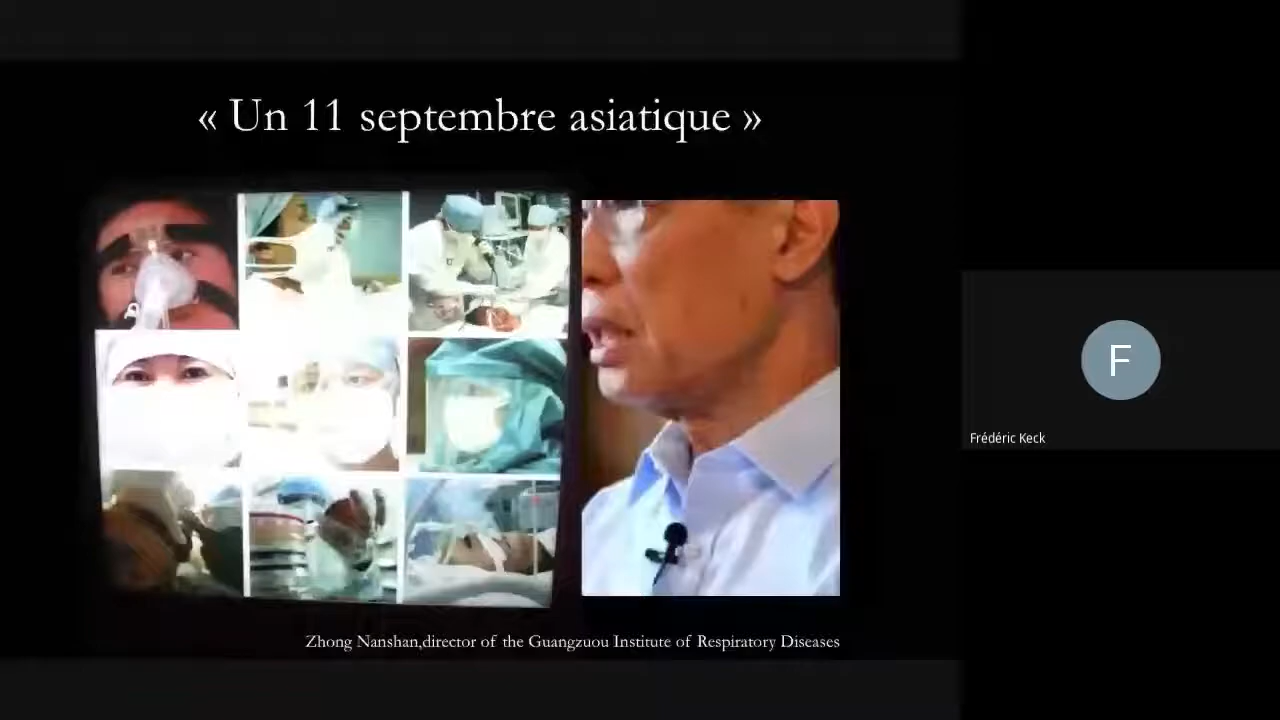 « Un 11 septembre asiatique »
Zhong Nanshan,director of the Guangzuou Institute of Respiratory Diseases
F
Frédéric Keck